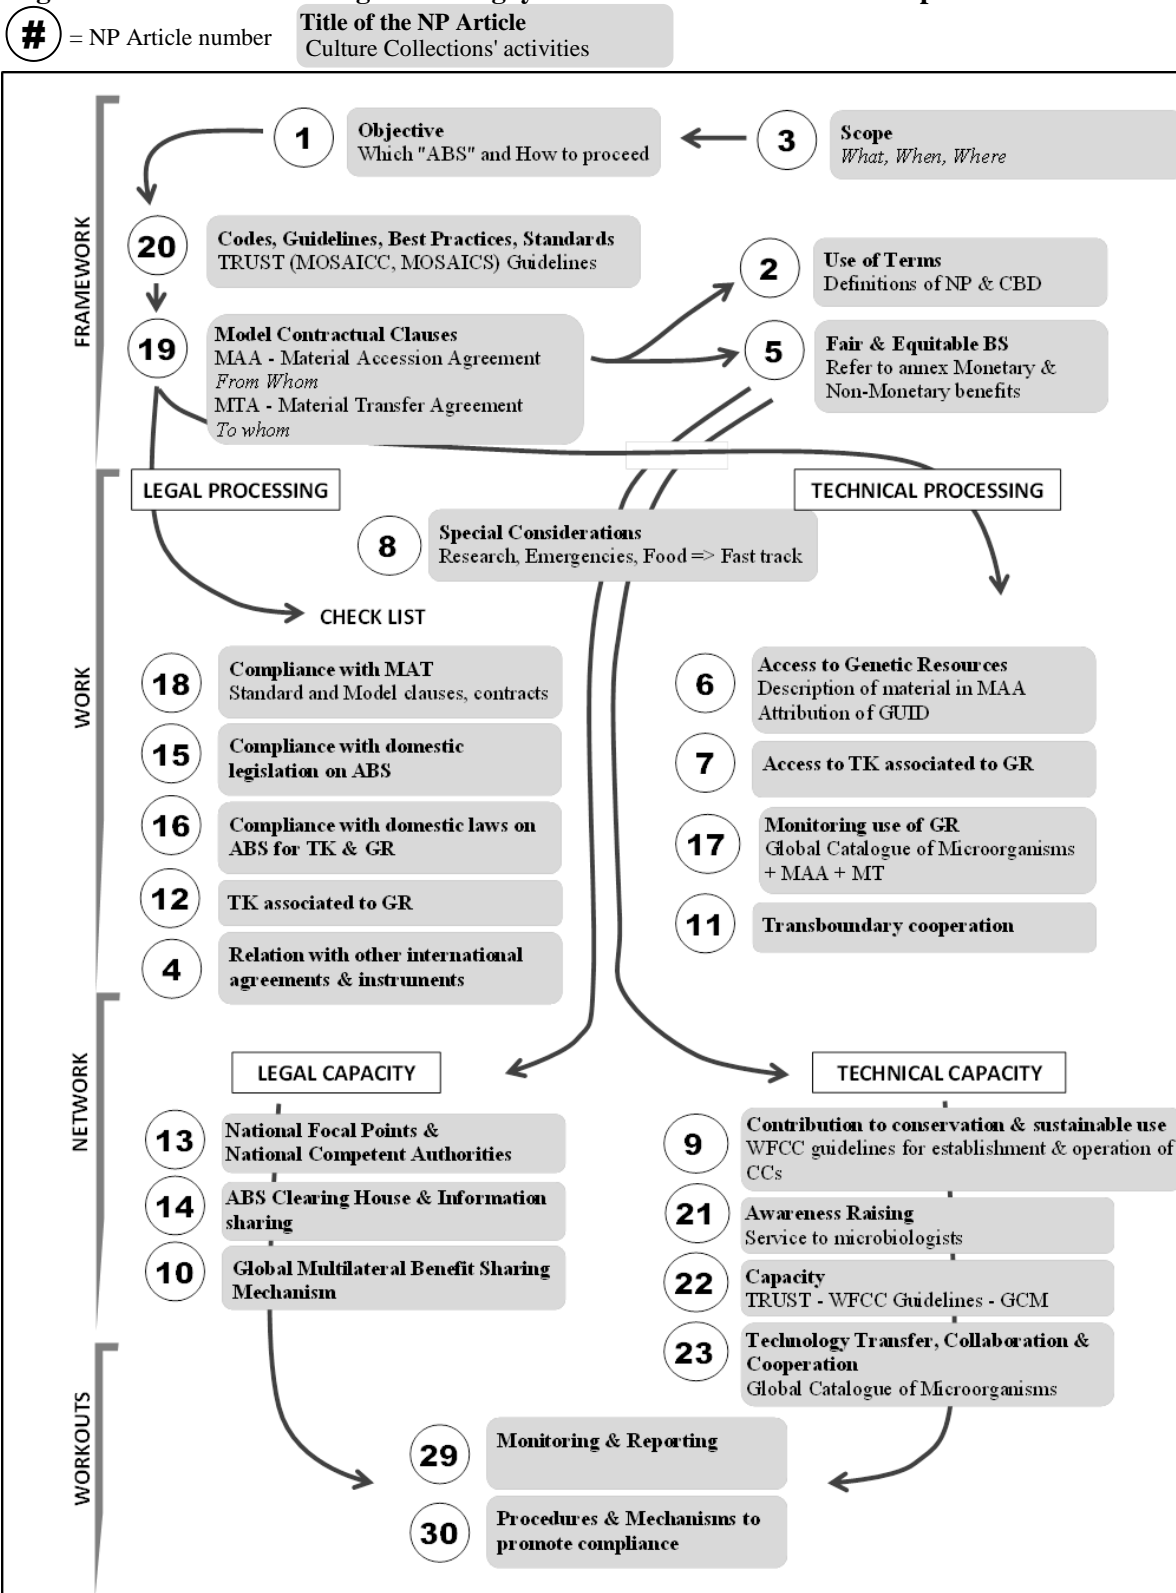 #
= NP Article number
Title of the NP Article
Culture Collections' activities
FRAMEWORK
1
Objective
Which "ABS" and How to proceed
3
Scope
What, When, Where
20
Codes, Guidelines, Best Practices, Standards
TRUST (MOSAICC, MOSAICS) Guidelines
2
Use of Terms
Definitions of NP & CBD
19
Model Contractual Clauses
MAA - Material Accession Agreement
From Whom
MTA - Material Transfer Agreement
To whom
5
Fair & Equitable BS
Refer to annex Monetary &
Non-Monetary benefits
WORK
LEGAL PROCESSING
TECHNICAL PROCESSING
8
Special Considerations
Research, Emergencies, Food => Fast track
CHECK LIST
18
Compliance with MAT
Standard and Model clauses, contracts
15
Compliance with domestic
legislation on ABS
16
Compliance with domestic laws on
ABS for TK & GR
12
TK associated to GR
4
Relation with other international
agreements & instruments
6
Access to Genetic Resources
Description of material in MAA
Attribution of GUID
7
Access to TK associated to GR
17
Monitoring use of GR
Global Catalogue of Microorganisms
+ MAA + MT
11
Transboundary cooperation
NETWORK
LEGAL CAPACITY
TECHNICAL CAPACITY
13
National Focal Points &
National Competent Authorities
14
ABS Clearing House & Information
sharing
10
Global Multilateral Benefit Sharing
Mechanism
9
Contribution to conservation & sustainable use
WFCC guidelines for establishment & operation of
CCs
21
Awareness Raising
Service to microbiologists
22
Capacity
TRUST - WFCC Guidelines - GCM
23
Technology Transfer, Collaboration &
Cooperation
Global Catalogue of Microorganisms
WORKOUTS
29
Monitoring & Reporting
30
Procedures & Mechanisms to
promote compliance